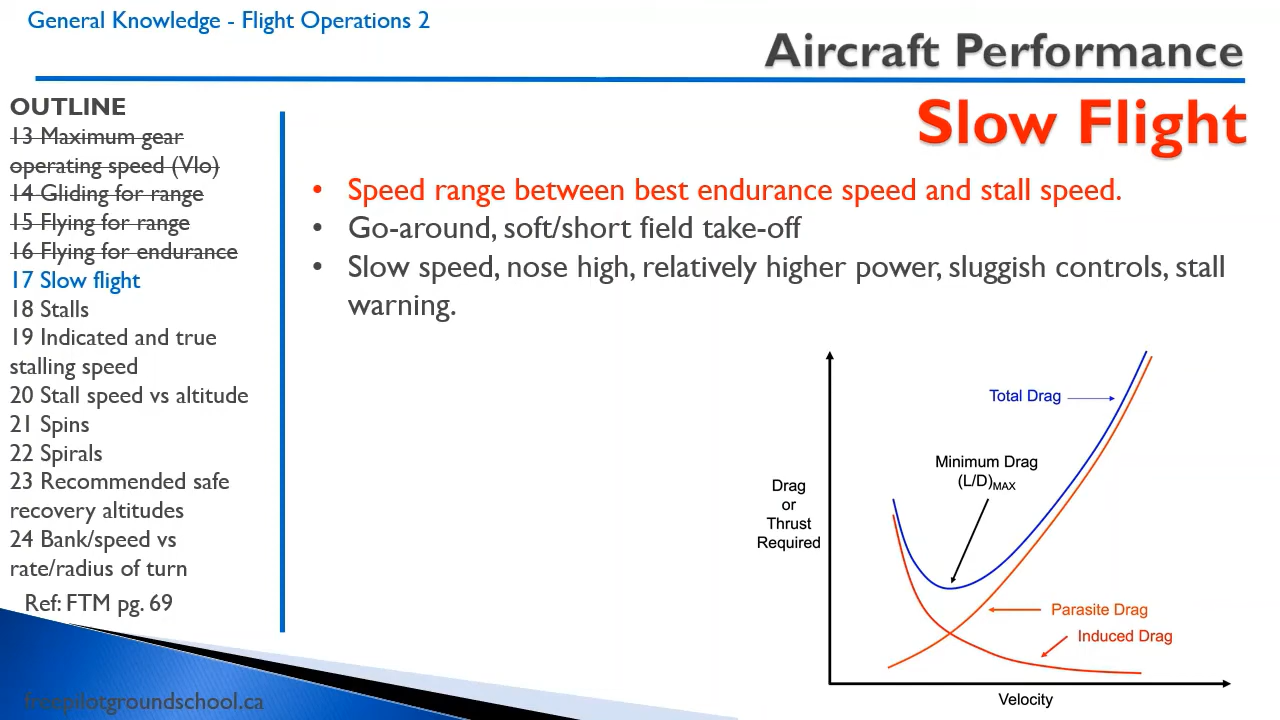 General Knowledge - Flight Operations 2
Aircraft Performance
Slow Flight
OUTLINE
13 Maximum gear
operating speed (Vlo)
14 Gliding for range
15 Flying for range
16 Flying for endurance
17 Slow flight
18 Stalls
19 Indicated and true
stalling speed
20 Stall speed vs altitude
21 Spins
22 Spirals
23 Recommended safe
recovery altitudes
24 Bank/speed vs
rate/radius of turn
Ref: FTM pg. 69
freepilotgroundschool.ca
• Speed range between best endurance speed and stall speed.
• Go-around, soft/short field take-off
• Slow speed, nose high, relatively higher power, sluggish controls, stall
warning.
Total Drag
Minimum Drag
(L/D)MAX
Drag
or
Thrust
Required
Parasite Drag
Induced Drag
Velocity